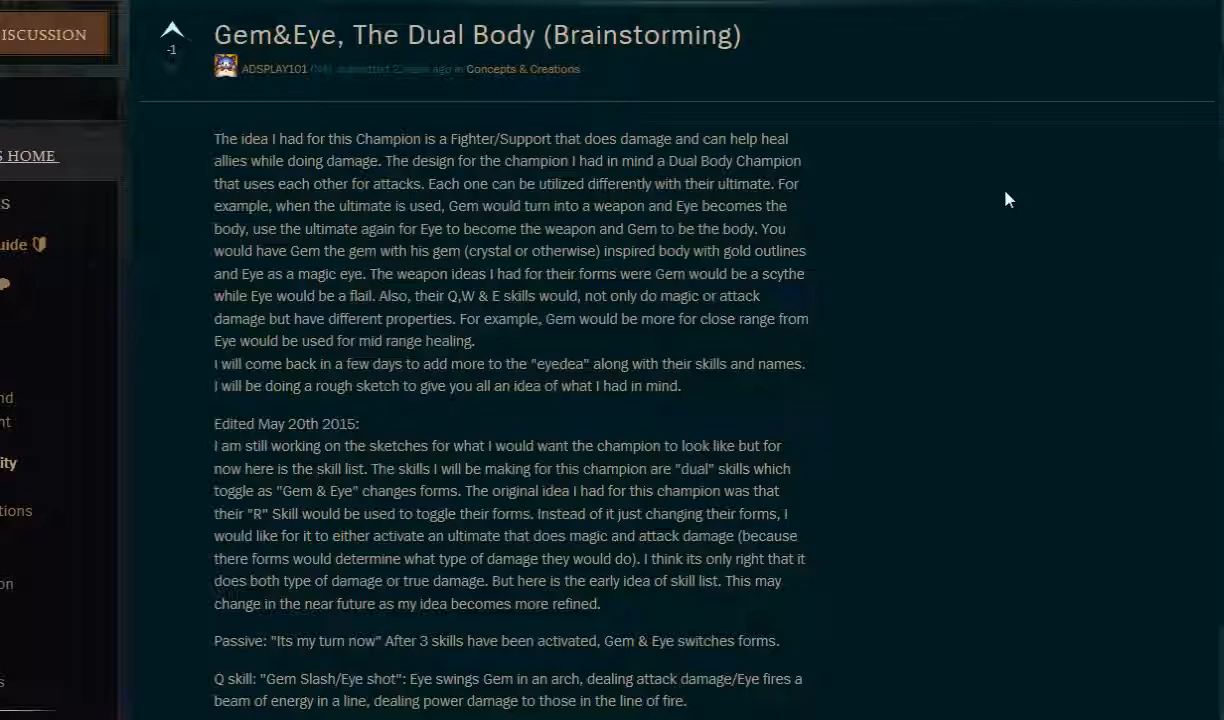 ISCUSSION
-1
Gem&Eye, The Dual Body (Brainstorming)
ADSPLAY101 (NA) submitted 2 years ago in Concepts & Creations
S HOME
S
uide
nd
nt
ity
tions
on
s
The idea I had for this Champion is a Fighter/Support that does damage and can help heal
allies while doing damage. The design for the champion I had in mind a Dual Body Champion
that uses each other for attacks. Each one can be utilized differently with their ultimate. For
example, when the ultimate is used, Gem would turn into a weapon and Eye becomes the
body, use the ultimate again for Eye to become the weapon and Gem to be the body. You
would have Gem the gem with his gem (crystal or otherwise) inspired body with gold outlines
and Eye as a magic eye. The weapon ideas I had for their forms were Gem would be a scythe
while Eye would be a flail. Also, their Q,W & E skills would, not only do magic or attack
damage but have different properties. For example, Gem would be more for close range from
Eye would be used for mid range healing.
I will come back in a few days to add more to the "eyedea" along with their skills and names.
I will be doing a rough sketch to give you all an idea of what I had in mind.
Edited May 20th 2015:
I am still working on the sketches for what I would want the champion to look like but for
now here is the skill list. The skills I will be making for this champion are "dual" skills which
toggle as "Gem & Eye" changes forms. The original idea I had for this champion was that
their "R" Skill would be used to toggle their forms. Instead of it just changing their forms, I
would like for it to either activate an ultimate that does magic and attack damage (because
there forms would determine what type of damage they would do). I think its only right that it
does both type of damage or true damage. But here is the early idea of skill list. This may
change in the near future as my idea becomes more refined.
Passive: "Its my turn now" After 3 skills have been activated, Gem & Eye switches forms.
Q skill: "Gem Slash/Eye shot": Eye swings Gem in an arch, dealing attack damage/Eye fires a
beam of energy in a line, dealing power damage to those in the line of fire.